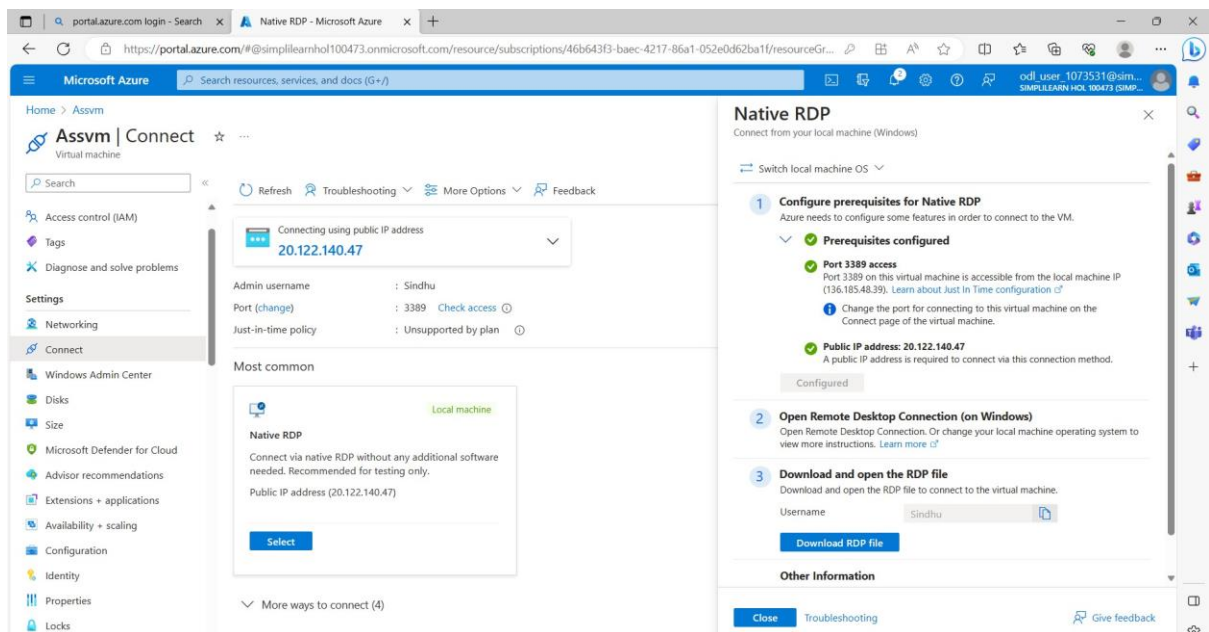 portal.azure.com login - Search
Native RDP - Microsoft Azure
https://portal.azure.com/#@simplilearnhol100473.onmicrosoft.com/resource/subscriptions/46b643f3-baec-4217-86a1-052e0d62ba1f/resourceGr...
Microsoft Azure
Search resources, services, and docs (G+/)
2
odl_user_1073531@sim...
SIMPLILEARN HOL 100473 (SIMP...
Home > Assvm
Assvm | Connect
Virtual machine
Search
Access control (IAM)
Tags
Diagnose and solve problems
Settings
Networking
Connect
Windows Admin Center
Disks
Size
Microsoft Defender for Cloud
Advisor recommendations
Extensions + applications
Availability + scaling
Configuration
Identity
Properties
Locks
Refresh Troubleshooting More Options Feedback
Connecting using public IP address
20.122.140.47
Admin username : Sindhu
Port (change) : 3389 Check access
Just-in-time policy : Unsupported by plan
Most common
Local machine
Native RDP
Connect via native RDP without any additional software
needed. Recommended for testing only.
Public IP address (20.122.140.47)
Select
More ways to connect (4)
Native RDP
Connect from your local machine (Windows)
Switch local machine OS
1 Configure prerequisites for Native RDP
Azure needs to configure some features in order to connect to the VM.
Prerequisites configured
Port 3389 access
Port 3389 on this virtual machine is accessible from the local machine IP
(136.185.48.39). Learn about Just In Time configuration
Change the port for connecting to this virtual machine on the
Connect page of the virtual machine.
Public IP address: 20.122.140.47
A public IP address is required to connect via this connection method.
Configured
2 Open Remote Desktop Connection (on Windows)
Open Remote Desktop Connection. Or change your local machine operating system to
view more instructions. Learn more
3 Download and open the RDP file
Download and open the RDP file to connect to the virtual machine.
Username Sindhu
Download RDP file
Other Information
Close Troubleshooting Give feedback